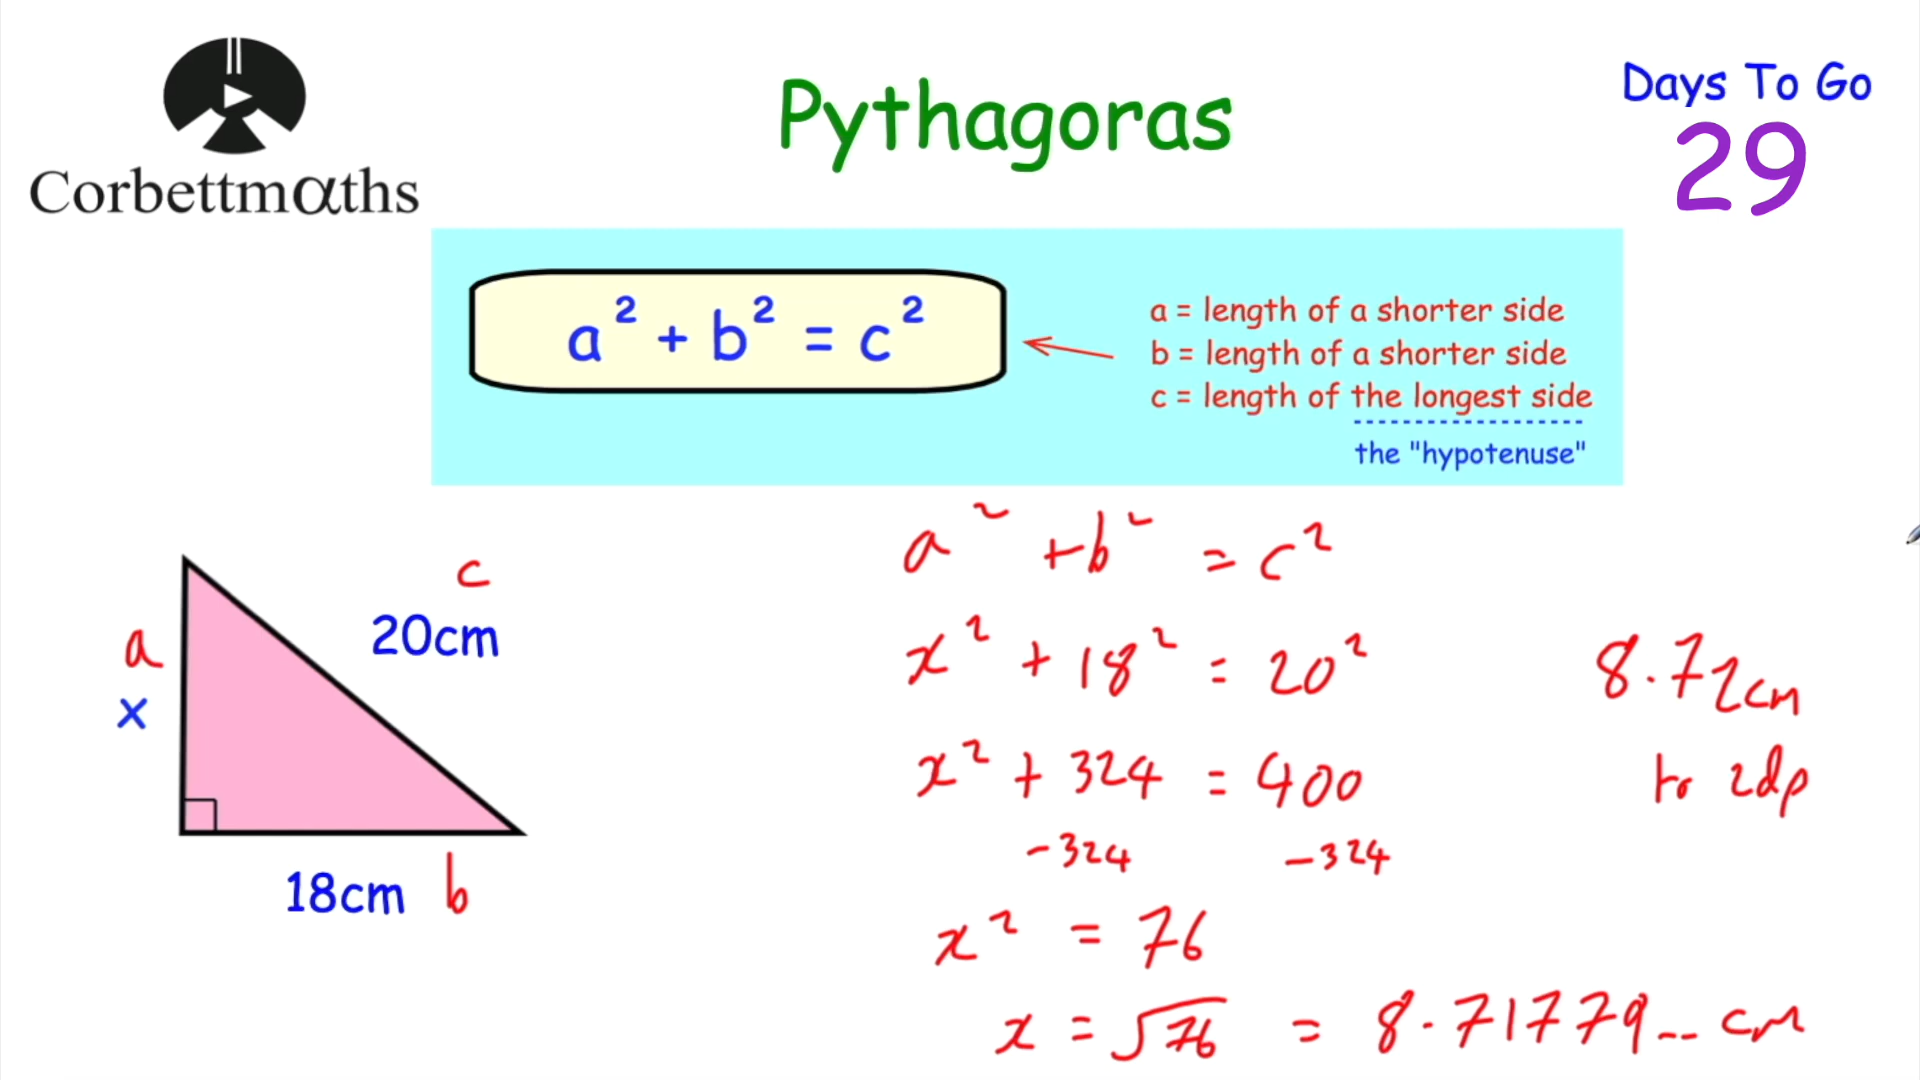 Corbettmαths
Pythagoras
Days To Go
29
a² + b² = c²
a = length of a shorter side
b = length of a shorter side
c = length of the longest side
the "hypotenuse"
c
20cm
a
x
18cm b
a² + b² = c²
x² + 18² = 20²
x² + 324 = 400
-324 -324
x² = 76
x = √76 = 8.71779... cm
8.72cm
to 2dp